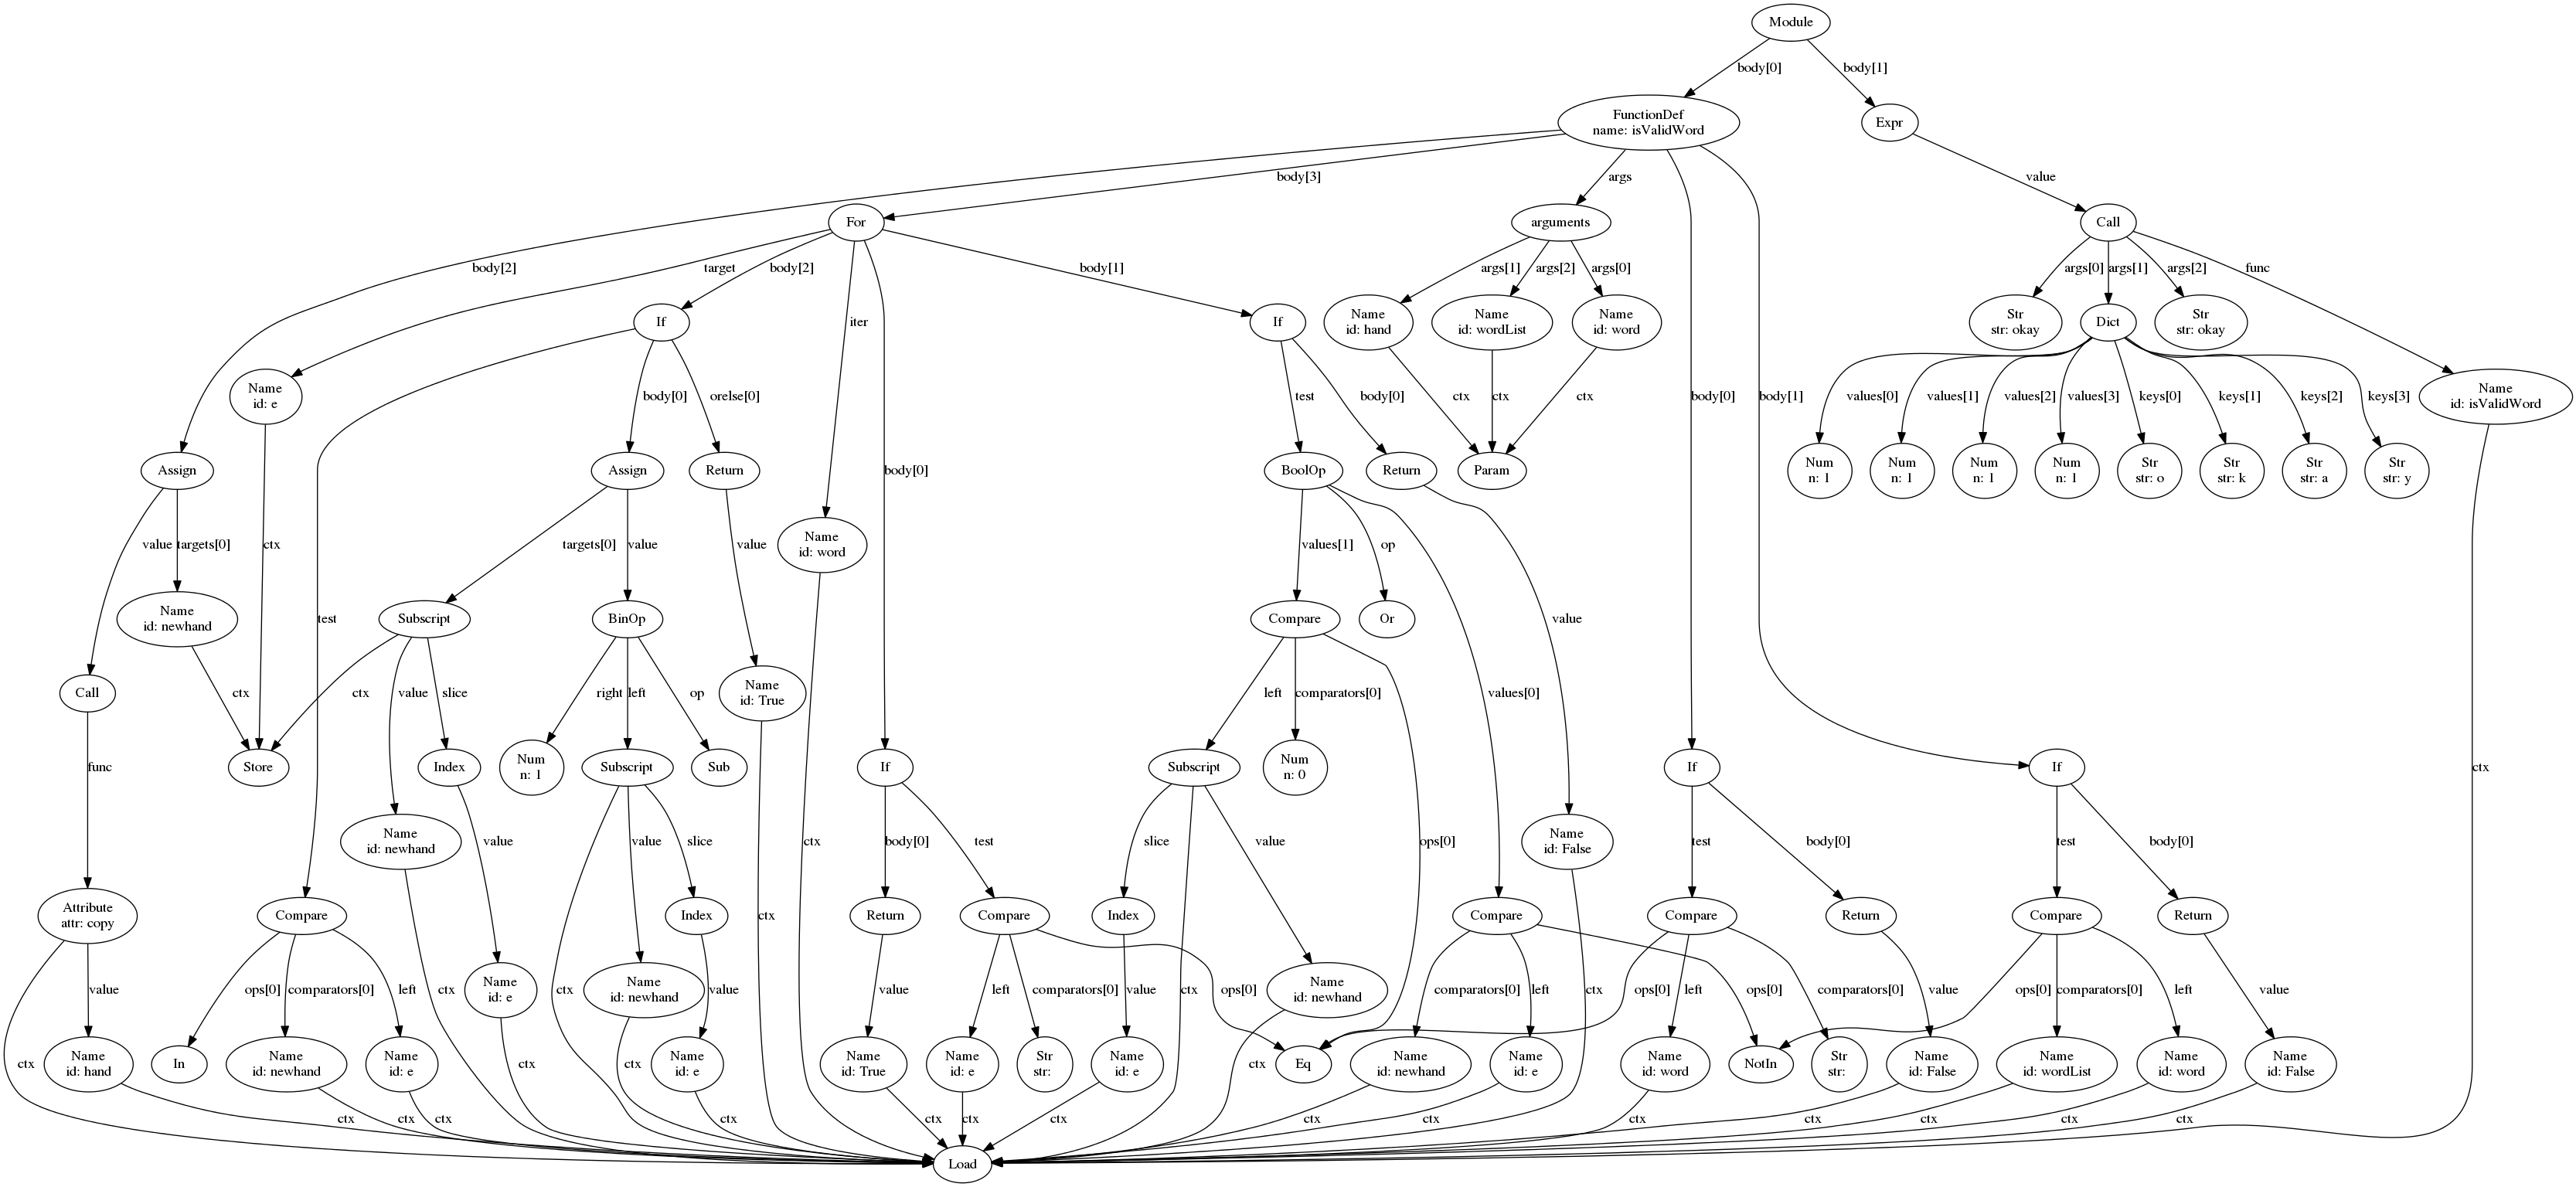 Module
body[0]
body[1]
FunctionDef
name: isValidWord
Expr
body[3]
args
value
For
arguments
Call
body[2]
target
body[2]
body[1]
args[1]
args[2]
args[0]
args[0]
args[1]
args[2]
func
If
iter
If
Name
id: hand
Name
id: wordList
Name
id: word
Str
str: okay
Dict
Str
str: okay
Name
id: e
body[0]
orelse[0]
test
body[0]
ctx
ctx
ctx
body[0]
body[1]
values[0]
values[1]
values[2]
values[3]
keys[0]
keys[1]
keys[2]
keys[3]
Name
id: isValidWord
Assign
Assign
Return
body[0]
BoolOp
Return
Param
Num
n: 1
Num
n: 1
Num
n: 1
Num
n: 1
Str
str: o
Str
str: k
Str
str: a
Str
str: y
value
targets[0]
ctx
targets[0]
value
value
Name
id: word
values[1]
op
Name
id: newhand
test
Subscript
BinOp
Compare
Or
value
Call
ctx
ctx
value
slice
right
left
op
Name
id: True
left
comparators[0]
values[0]
func
Store
Index
Num
n: 1
Subscript
Sub
If
Subscript
Num
n: 0
If
If
ctx
Name
id: newhand
value
value
slice
ctx
body[0]
test
slice
value
ops[0]
Name
id: False
test
body[0]
test
body[0]
Attribute
attr: copy
Compare
Index
ctx
Return
Compare
Index
Compare
Compare
Return
Compare
Return
ctx
value
ops[0]
comparators[0]
left
ctx
Name
id: e
ctx
Name
id: newhand
value
value
left
comparators[0]
ops[0]
value
ctx
Name
id: newhand
comparators[0]
left
ctx
ops[0]
left
ops[0]
comparators[0]
value
ops[0]
comparators[0]
left
value
Name
id: hand
In
Name
id: newhand
Name
id: e
ctx
ctx
Name
id: e
Name
id: True
Name
id: e
Str
str:
Name
id: e
ctx
Eq
Name
id: newhand
Name
id: e
Name
id: word
NotIn
Str
str:
Name
id: False
Name
id: wordList
Name
id: word
Name
id: False
ctx
ctx
ctx
ctx
ctx
ctx
ctx
ctx
ctx
ctx
ctx
ctx
ctx
ctx
Load